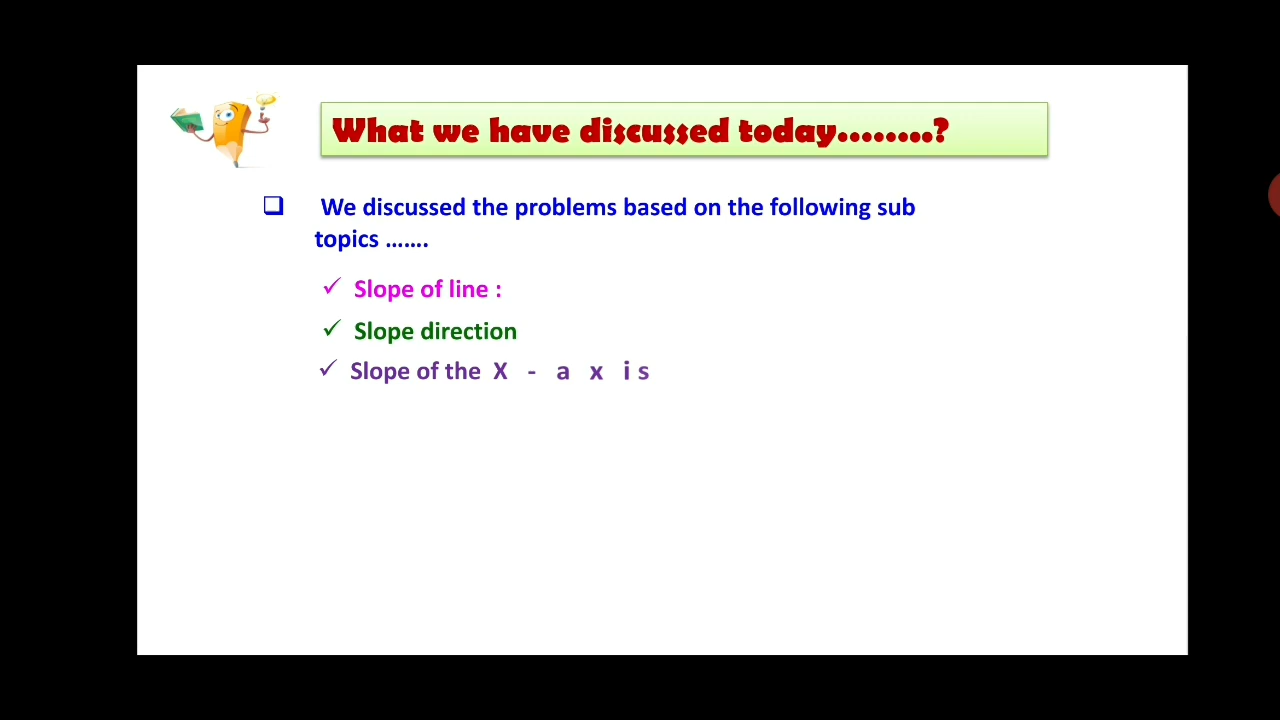 What we have discussed today........?
We discussed the problems based on the following sub
topics .......
Slope of line :
Slope direction
Slope of the X - a x i s